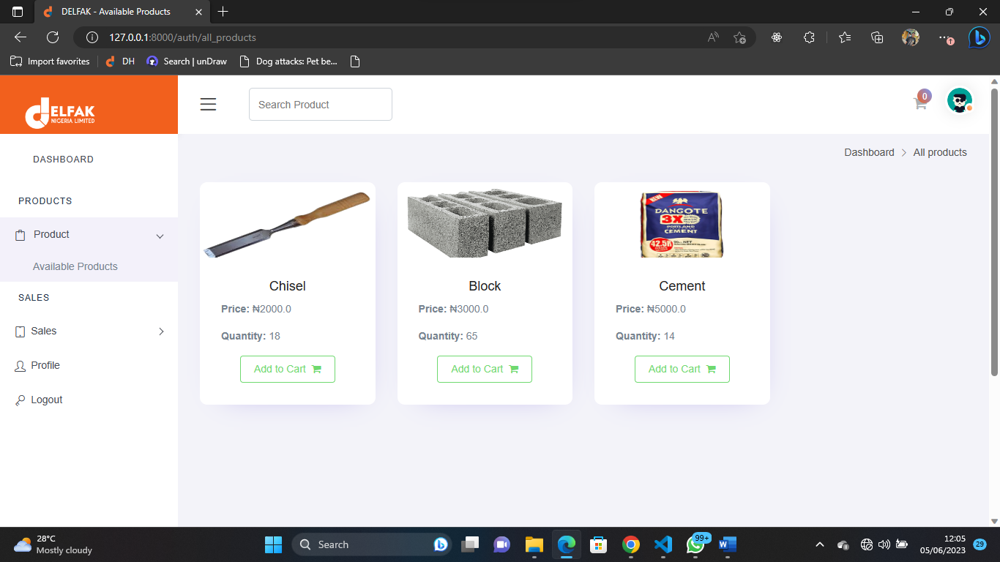 DELFAK - Available Products
127.0.0.1:8000/auth/all_products
Import favorites
DH
Search | unDraw
Dog attacks: Pet be...
ELFAK
NIGERIA LIMITED
Search Product
0
DASHBOARD
Dashboard > All products
PRODUCTS
Product
Available Products
SALES
Sales
Profile
Logout
NEW
DANGOTE
3X
PORTLAND
CEMENT
42.5R
Chisel
Price: ₦2000.0
Quantity: 18
Add to Cart
Block
Price: ₦3000.0
Quantity: 65
Add to Cart
Cement
Price: ₦5000.0
Quantity: 14
Add to Cart
28°C
Mostly cloudy
Search
99+
12:05
05/06/2023
29